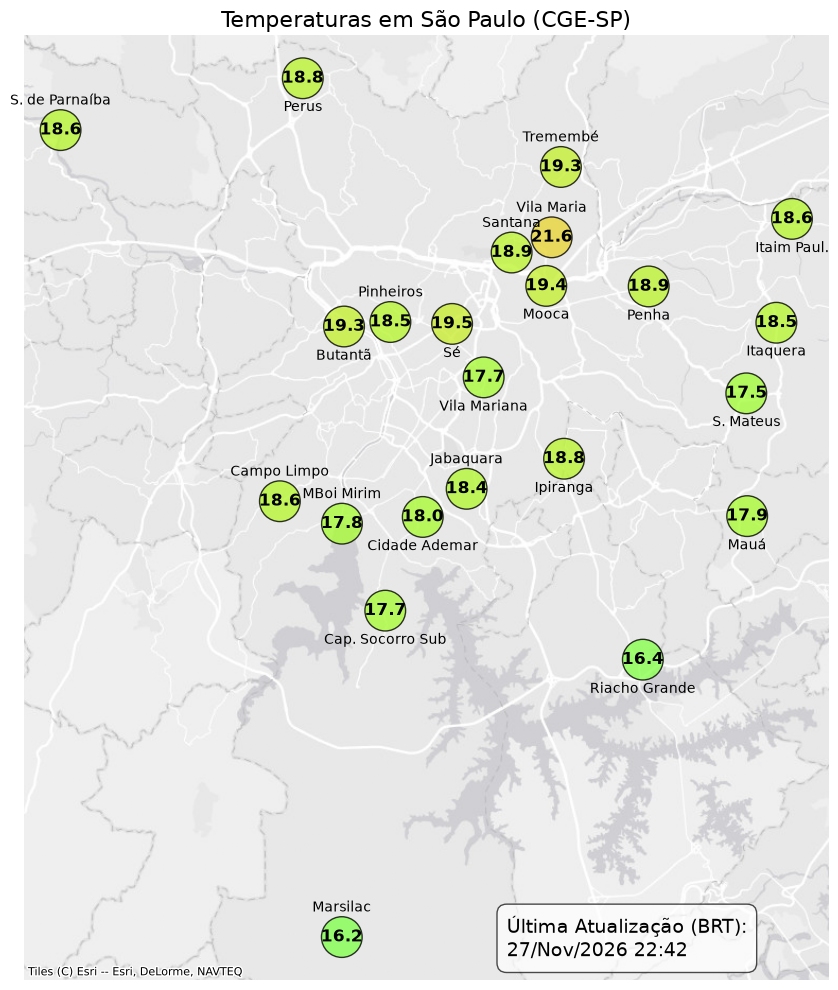 Temperaturas em São Paulo (CGE-SP)
18.8
Perus
S. de Parnaíba
18.6
Tremembé
19.3
Vila Maria
21.6
Santana
18.9
18.6
Itaim Paul.
19.4
Mooca
18.9
Penha
Pinheiros
18.5
19.3
Butantã
19.5
Sé
18.5
Itaquera
17.7
Vila Mariana
17.5
S. Mateus
18.8
Ipiranga
Jabaquara
18.4
Campo Limpo
18.6
MBoi Mirim
17.8
18.0
Cidade Ademar
17.9
Mauá
17.7
Cap. Socorro Sub
16.4
Riacho Grande
Marsilac
16.2
Última Atualização (BRT):
27/Nov/2026 22:42
Tiles (C) Esri -- Esri, DeLorme, NAVTEQ